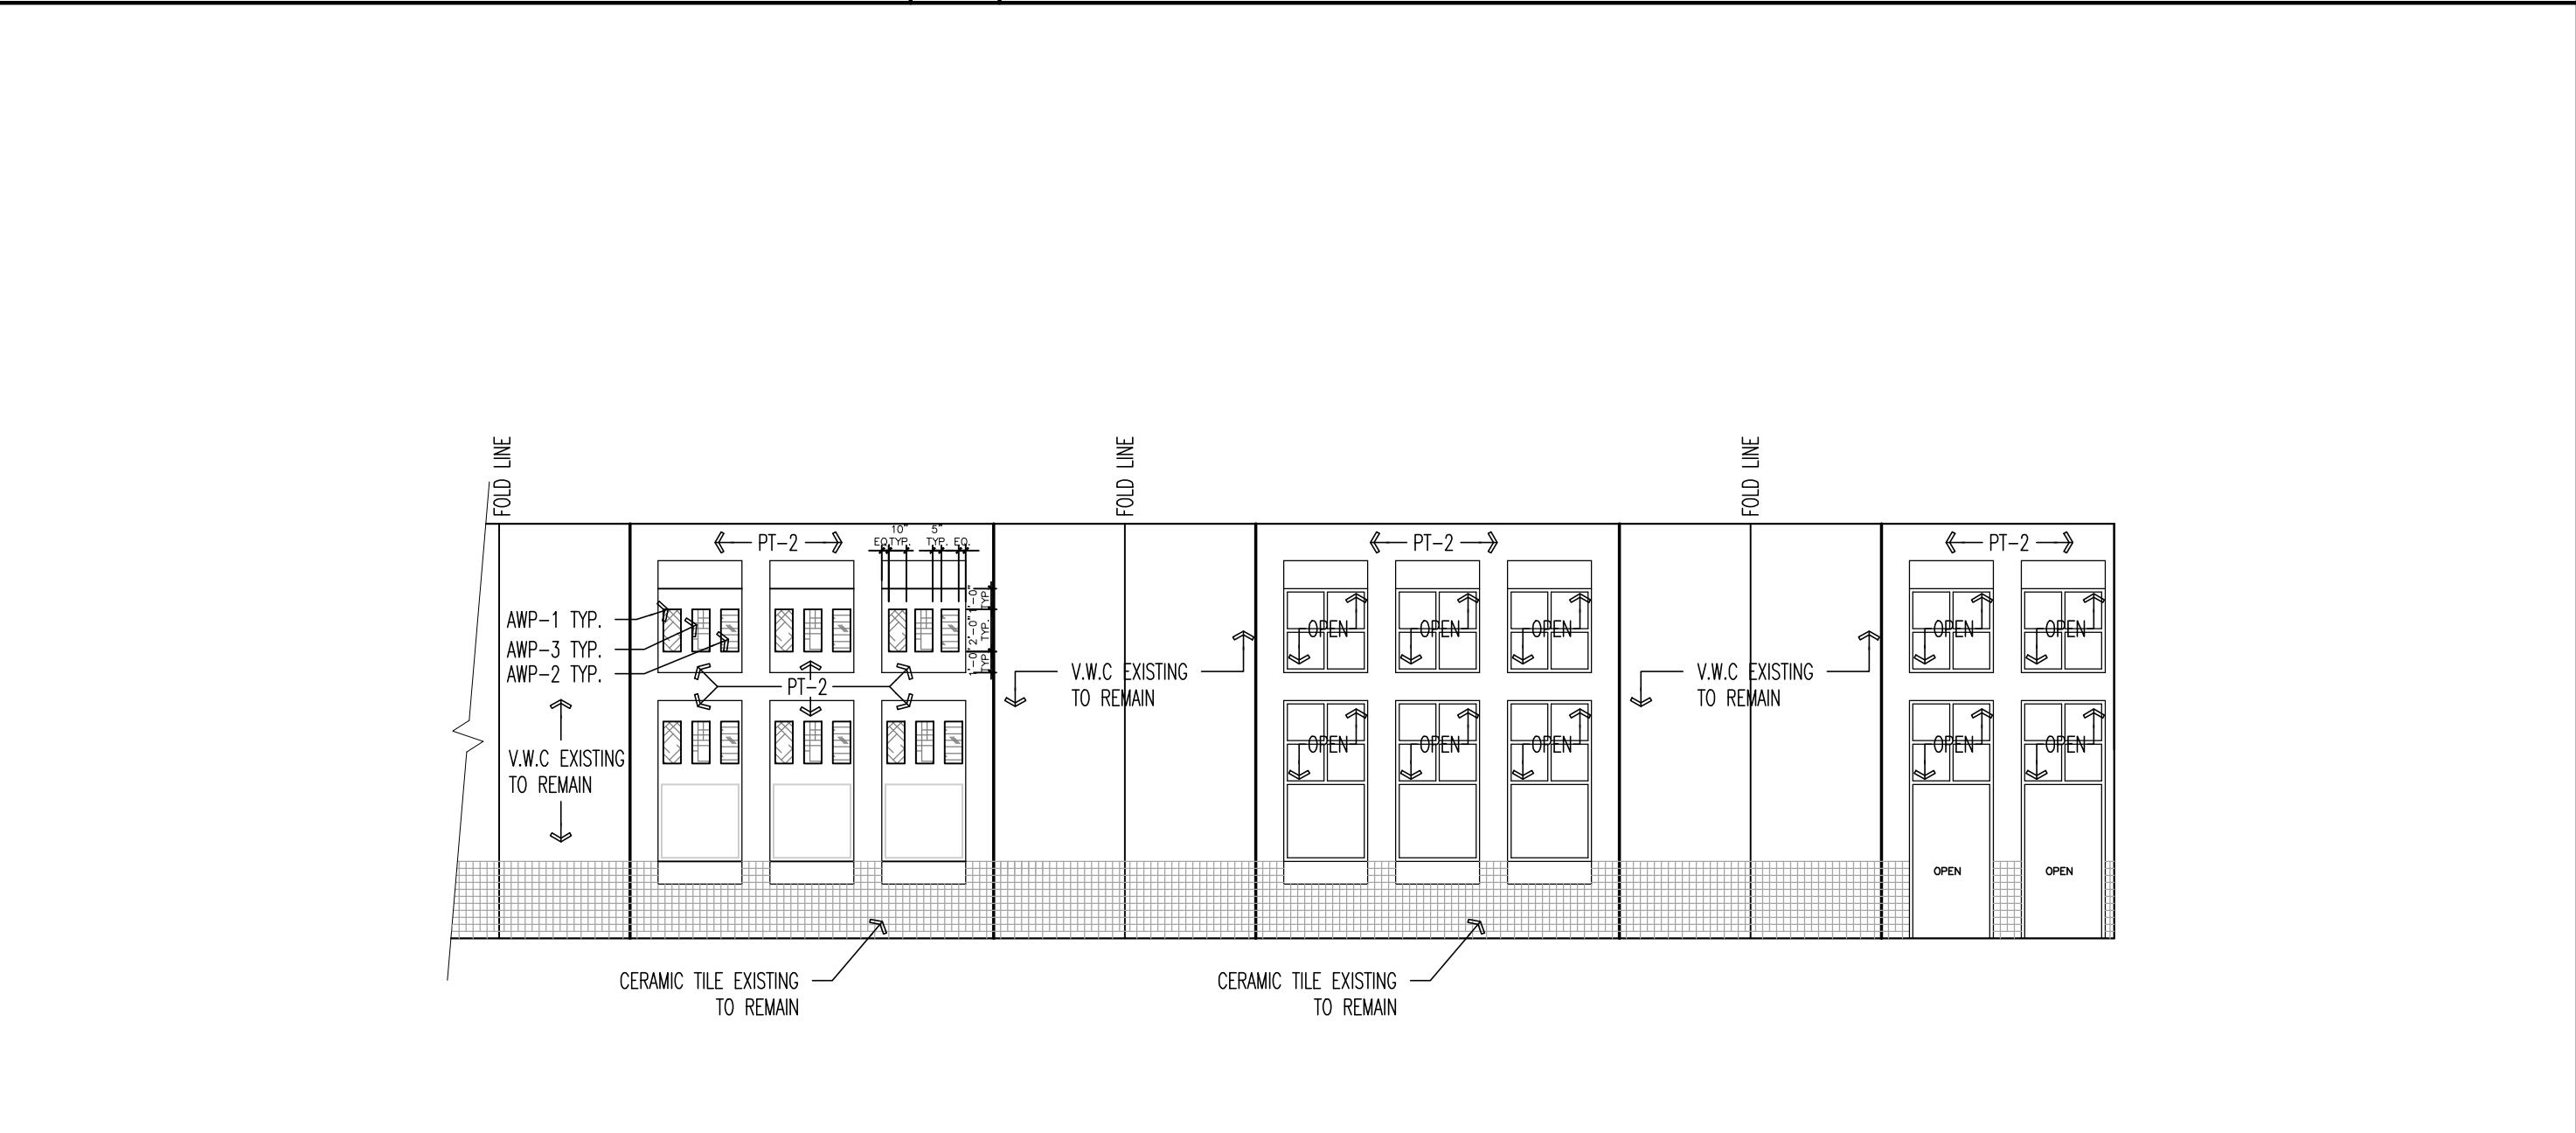 FOLD LINE
FOLD LINE
FOLD LINE
PT-2
10"
5"
EQ.
TYP.
TYP.
EQ.
PT-2
PT-2
AWP-1 TYP.
AWP-3 TYP.
AWP-2 TYP.
1'-0"
TYP.
2'-0"
TYP.
1'-0"
TYP.
OPEN
OPEN
OPEN
OPEN
OPEN
PT-2
V.W.C EXISTING
TO REMAIN
V.W.C EXISTING
TO REMAIN
V.W.C EXISTING
TO REMAIN
OPEN
OPEN
OPEN
OPEN
OPEN
OPEN
OPEN
CERAMIC TILE EXISTING
TO REMAIN
CERAMIC TILE EXISTING
TO REMAIN